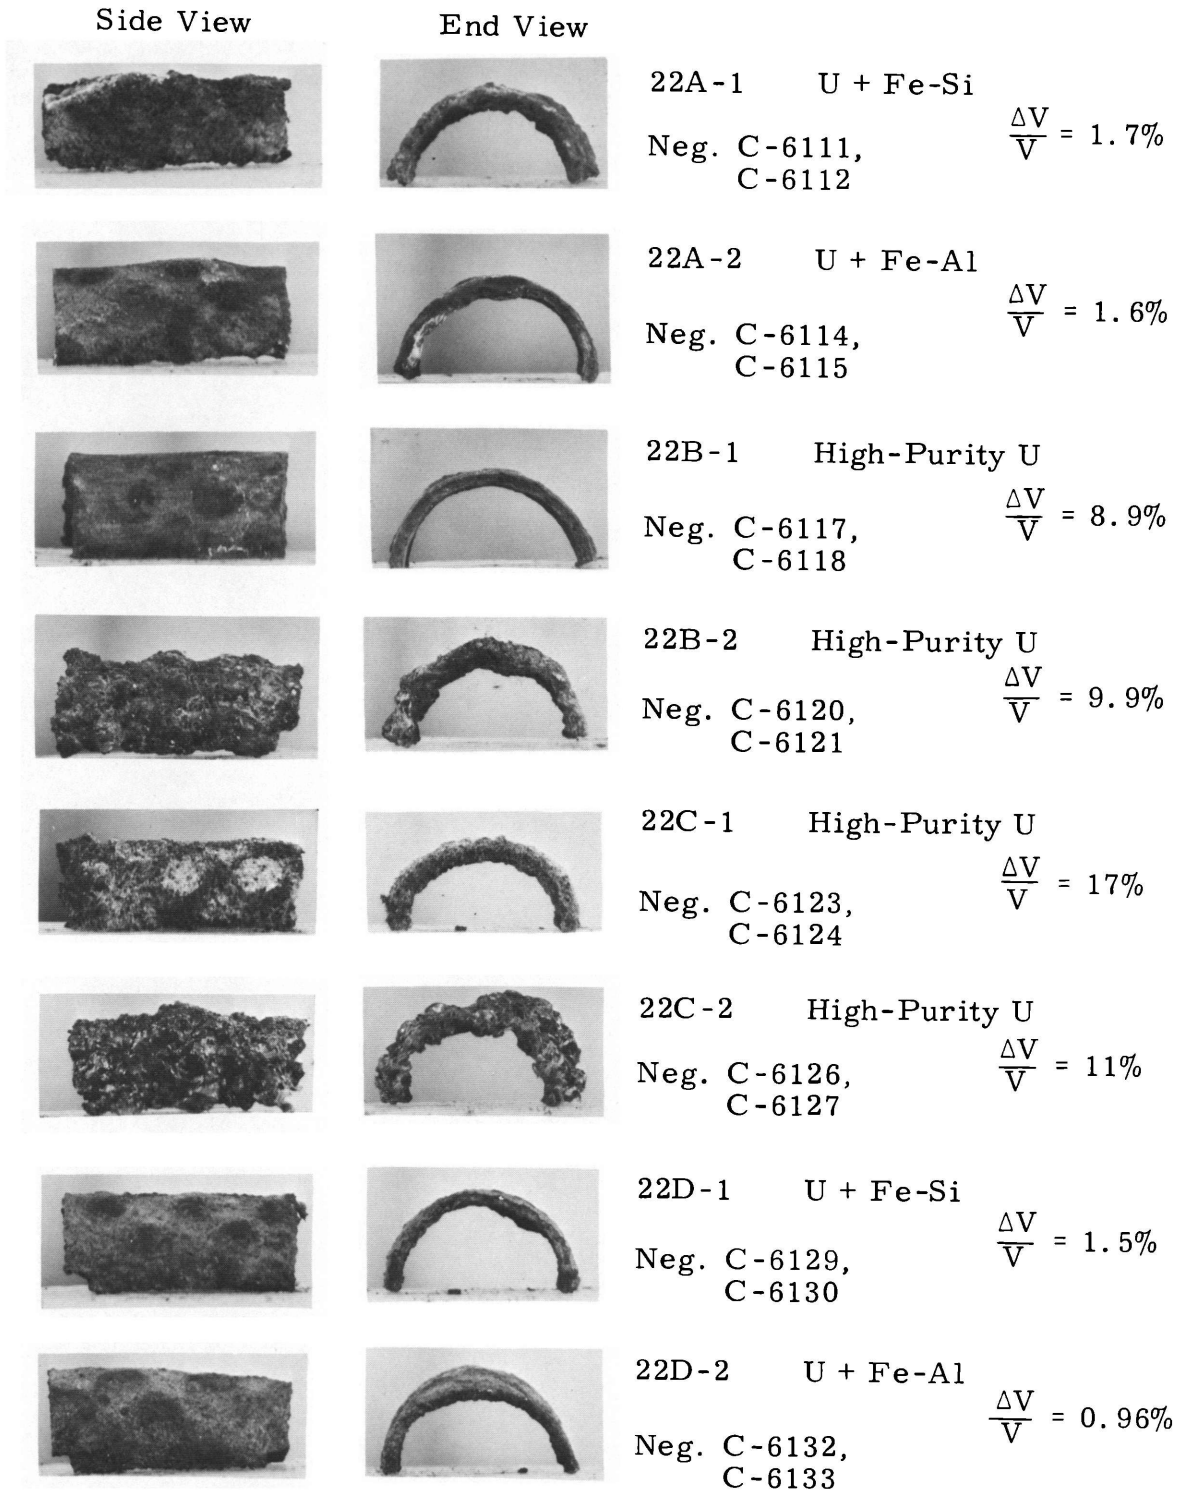 Side View End View
22A-1 U + Fe-Si
ΔV/V = 1.7%
Neg. C-6111,
C-6112
22A-2 U + Fe-Al
ΔV/V = 1.6%
Neg. C-6114,
C-6115
22B-1 High-Purity U
ΔV/V = 8.9%
Neg. C-6117,
C-6118
22B-2 High-Purity U
ΔV/V = 9.9%
Neg. C-6120,
C-6121
22C-1 High-Purity U
ΔV/V = 17%
Neg. C-6123,
C-6124
22C-2 High-Purity U
ΔV/V = 11%
Neg. C-6126,
C-6127
22D-1 U + Fe-Si
ΔV/V = 1.5%
Neg. C-6129,
C-6130
22D-2 U + Fe-Al
ΔV/V = 0.96%
Neg. C-6132,
C-6133